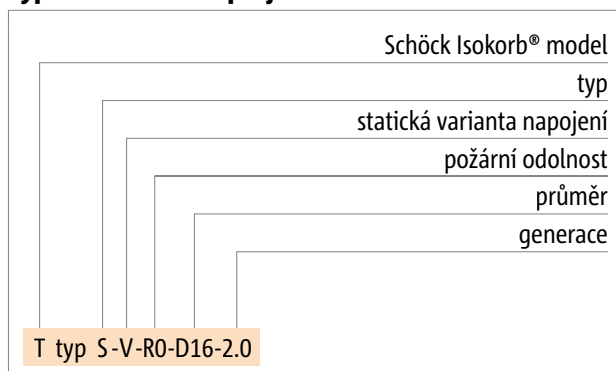 Schöck Isokorb® model
typ
statická varianta napojení
požární odolnost
průměr
generace
T typ S-V-R0-D16-2.0